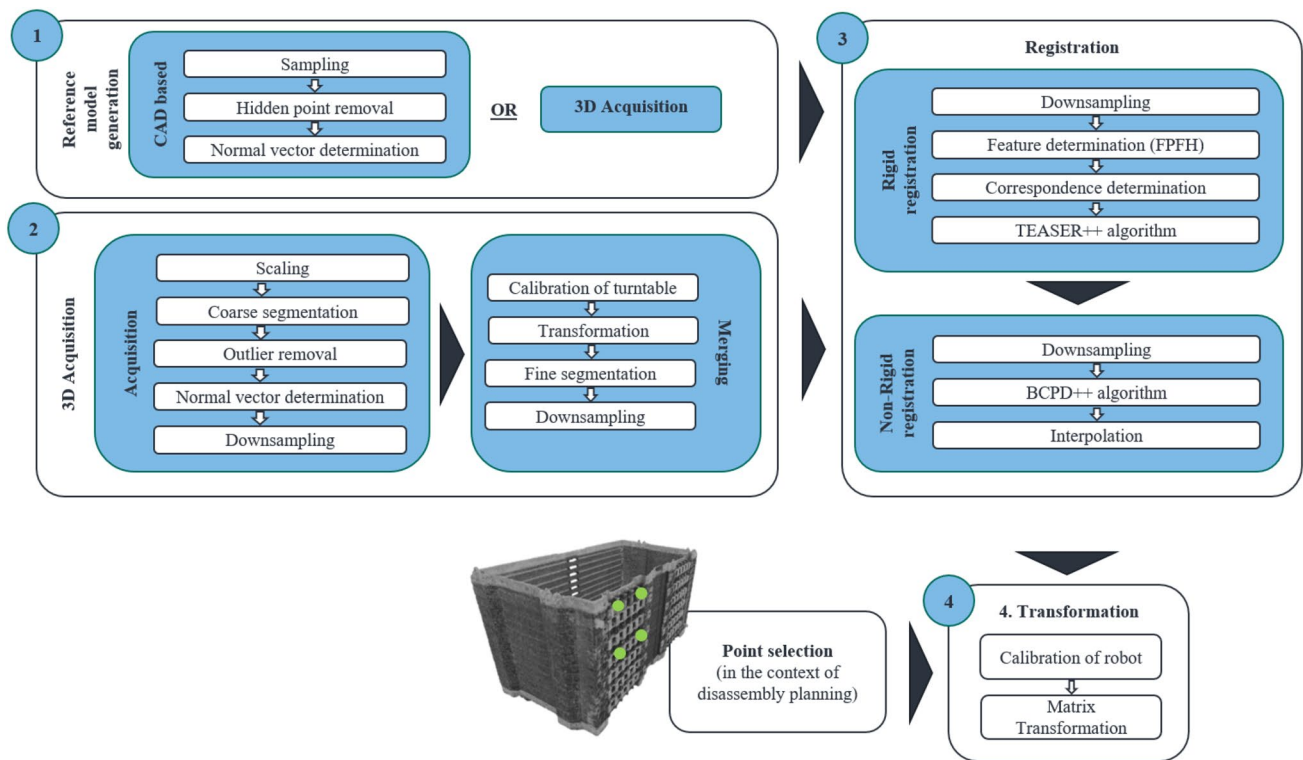 1
Reference
model
generation
CAD based
Sampling
Hidden point removal
Normal vector determination
OR
3D Acquisition
2
3D Acquisition
Acquisition
Scaling
Coarse segmentation
Outlier removal
Normal vector determination
Downsampling
Calibration of turntable
Transformation
Fine segmentation
Downsampling
Merging
3
Registration
Rigid
registration
Downsampling
Feature determination (FPFH)
Correspondence determination
TEASER++ algorithm
Non-Rigid
registration
Downsampling
BCPD++ algorithm
Interpolation
Point selection
(in the context of
disassembly planning)
4
4. Transformation
Calibration of robot
Matrix
Transformation